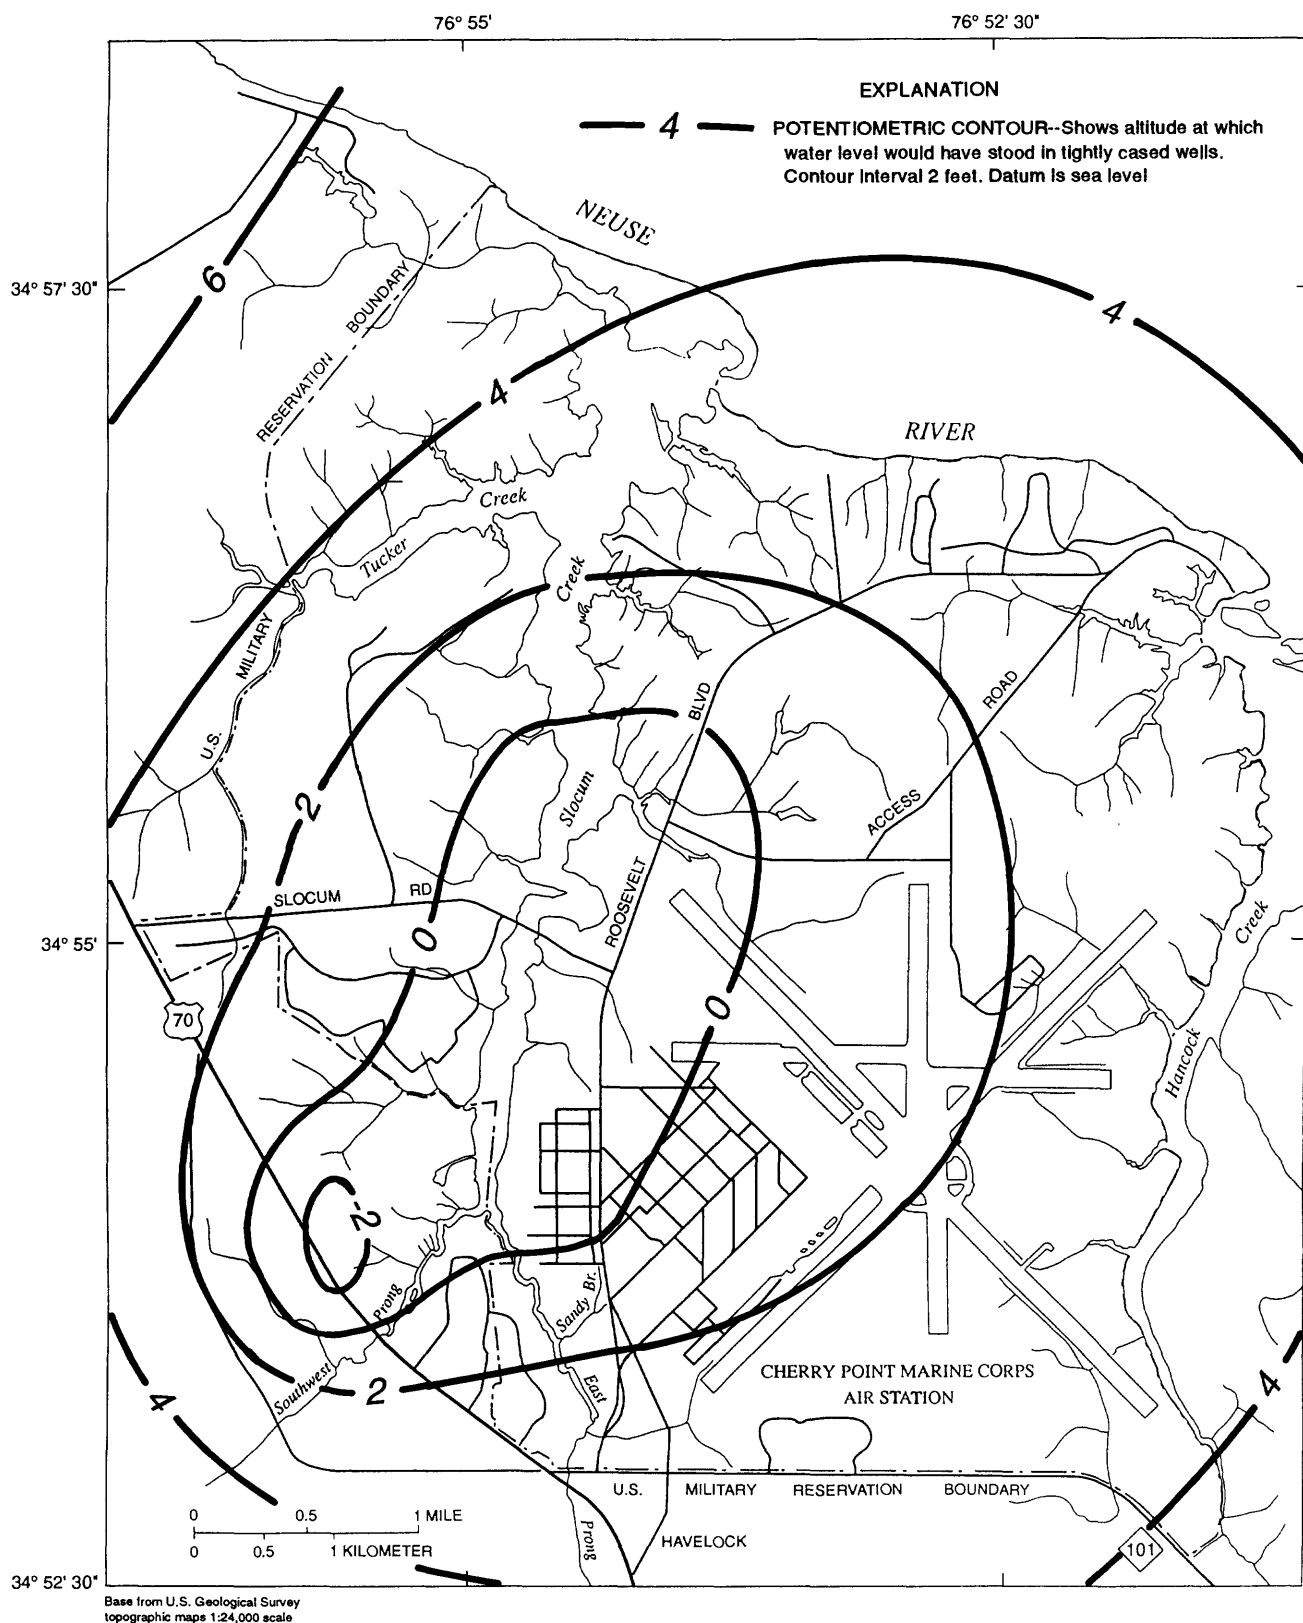 76° 55'
76° 52' 30"
EXPLANATION
4
POTENTIOMETRIC CONTOUR--Shows altitude at which
water level would have stood in tightly cased wells.
Contour interval 2 feet. Datum is sea level
NEUSE
34° 57' 30"
6
RESERVATION BOUNDARY
4
4
RIVER
Creek
Tucker
Creek
MILITARY
U.S.
BLVD
ROAD
2
Slocum
ACCESS
SLOCUM RD
ROOSEVELT
0
34° 55'
Creek
70
0
Hancock
-2
Prong
Sandy Br.
Southwest
2
East
CHERRY POINT MARINE CORPS
AIR STATION
4
4
U.S. MILITARY RESERVATION BOUNDARY
0 0.5 1 MILE
0 0.5 1 KILOMETER
Prong
HAVELOCK
101
34° 52' 30"
Base from U.S. Geological Survey
topographic maps 1:24,000 scale